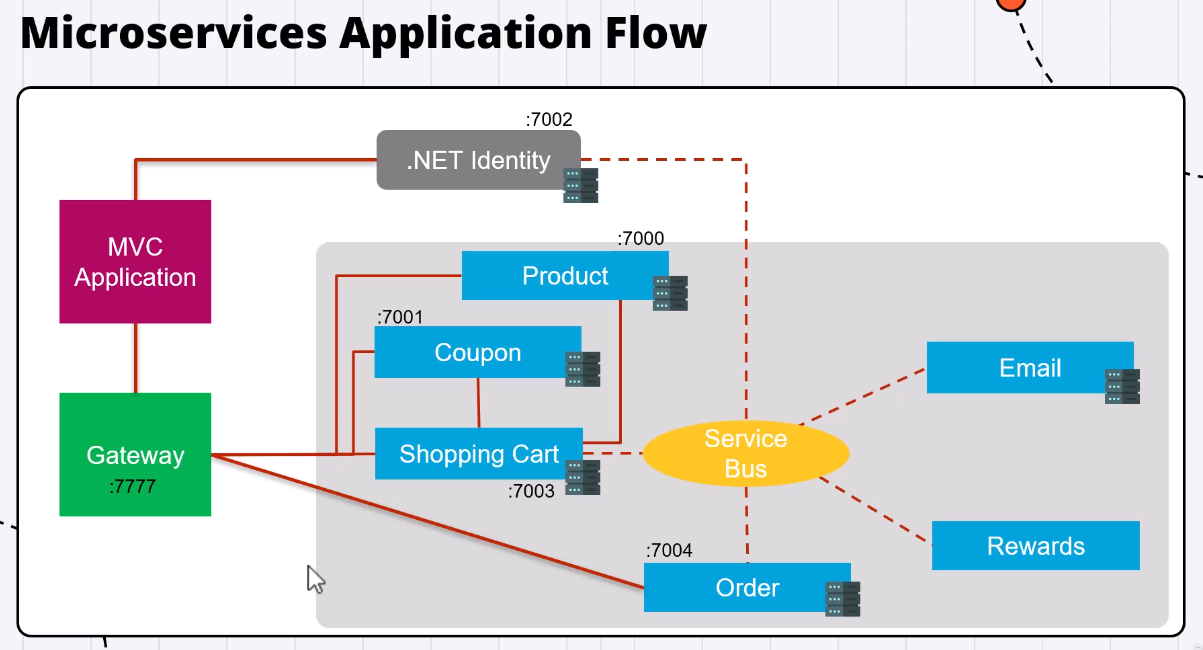 Microservices Application Flow
:7002
.NET Identity
MVC
Application
:7000
Product
:7001
Coupon
Email
Gateway
:7777
Shopping Cart
:7003
Service
Bus
:7004
Order
Rewards